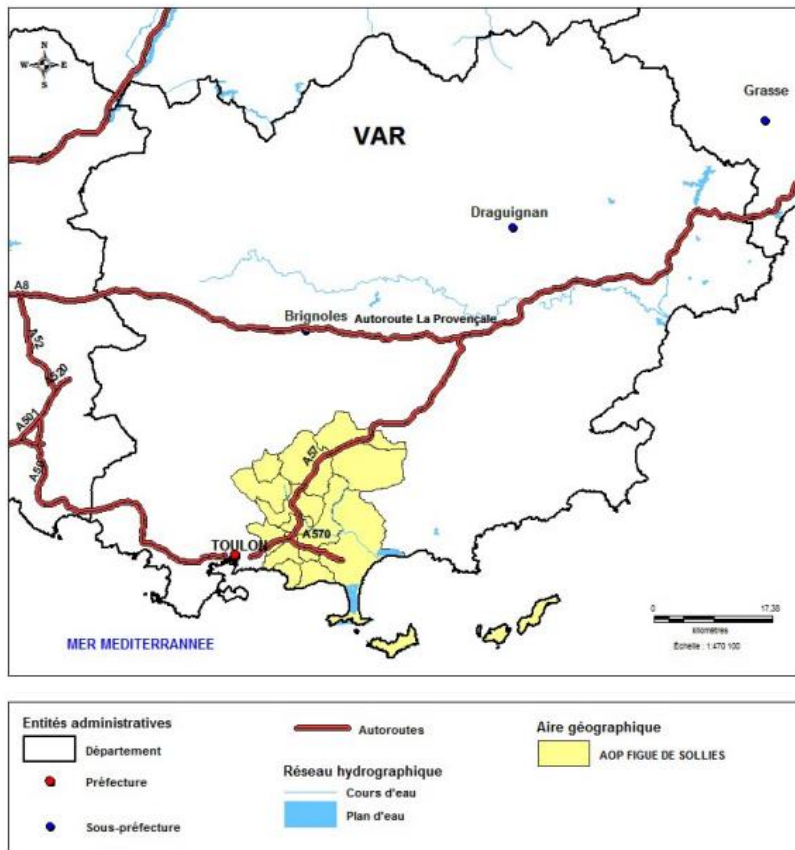 N
W E
S
VAR
Grasse
Draguignan
A8
Brignoles
Autoroute La Provençale
A52
A520
A501
A50
A57
TOULON
A570
MER MEDITERRANNEE
0 17,38
kilomètres
Échelle : 1:470 100
Entités administratives
Département
Préfecture
Sous-préfecture
Autoroutes
Réseau hydrographique
Cours d'eau
Plan d'eau
Aire géographique
AOP FIGUE DE SOLLIES